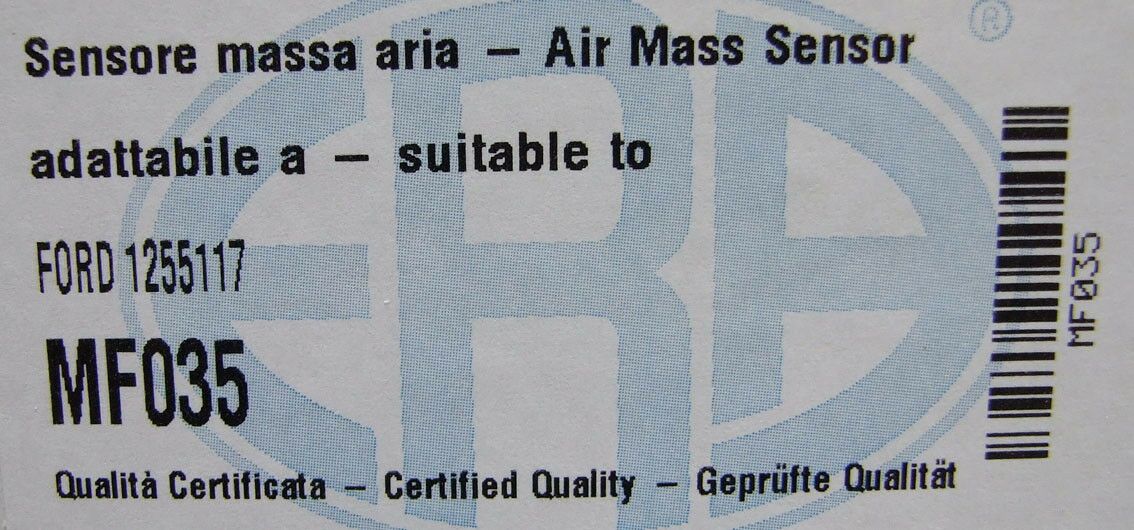 Sensore massa aria – Air Mass Sensor
adattabile a – suitable to
FORD 1255117
MF035
Qualità Certificata – Certified Quality – Geprüfte Qualität
MF035
ERA
®